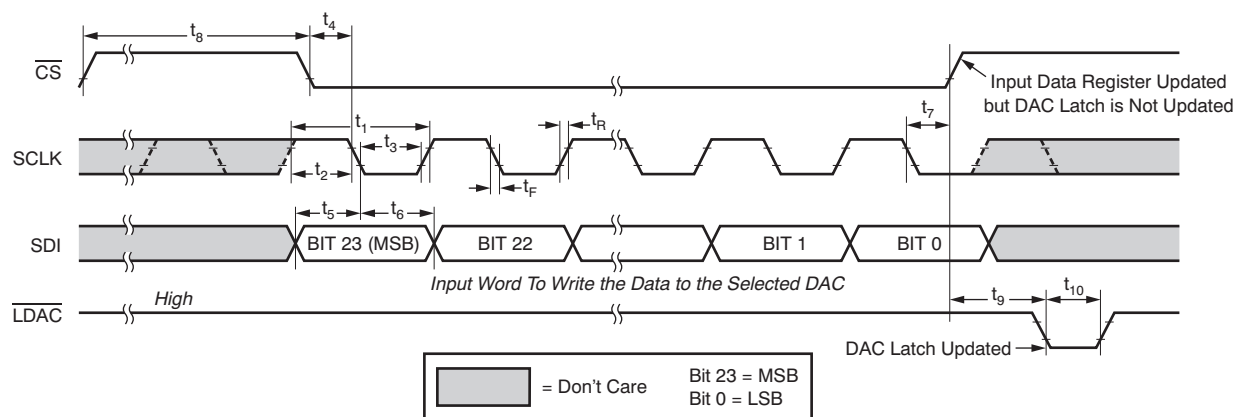 t8
t4
CS
Input Data Register Updated
but DAC Latch is Not Updated
t7
t1
tR
SCLK
t3
t2
tF
t5
t6
SDI
BIT 23 (MSB)
BIT 22
BIT 1
BIT 0
Input Word To Write the Data to the Selected DAC
High
t9
t10
LDAC
DAC Latch Updated
= Don't Care
Bit 23 = MSB
Bit 0 = LSB